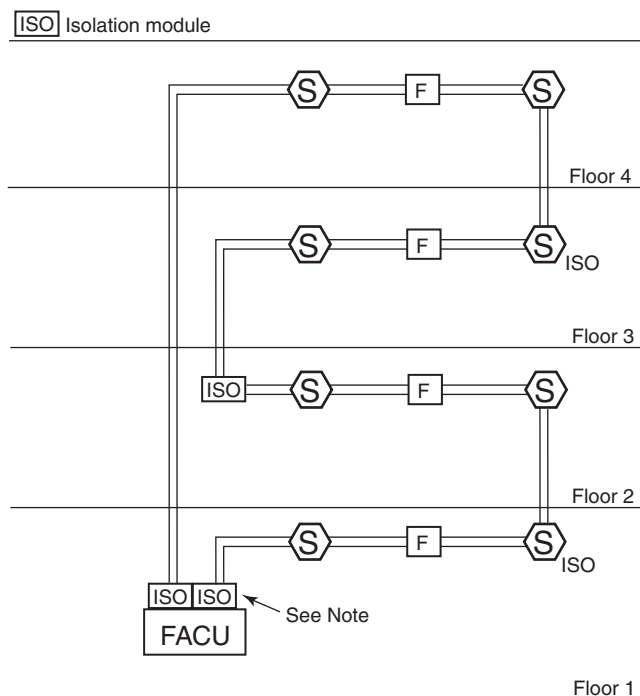 ISO Isolation module
S F S
Floor 4
S F S ISO
Floor 3
ISO S F S
Floor 2
S F S ISO
ISO ISO
See Note
FACU
Floor 1